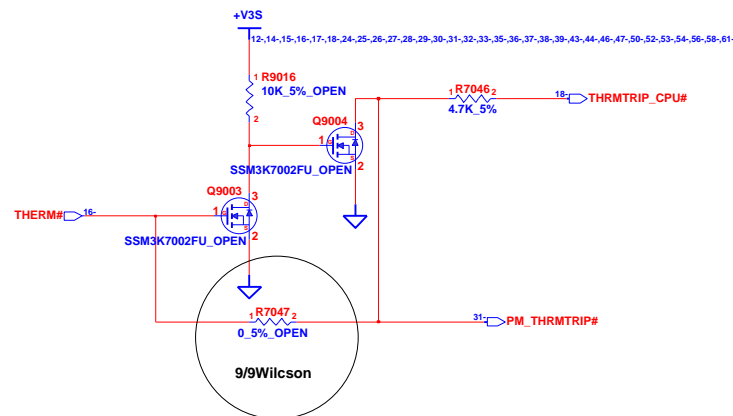 +V3S
12-,14-,15-,16-,17-,18-,24-,25-,26-,27-,28-,29-,30-,31-,32-,33-,35-,36-,37-,38-,39-,43-,44-,46-,47-,50-,52-,53-,54-,56-,58-,61-
1 R9016
10K_5%_OPEN
2
R7046
1 2
4.7K_5%
18- THRMTRIP_CPU#
Q9004
3
D
1 G
S
2
SSM3K7002FU_OPEN
Q9003
3
D
THERM# 16-
1 G
S
2
SSM3K7002FU_OPEN
R7047
1 2
0_5%_OPEN
31- PM_THRMTRIP#
9/9Wilcson